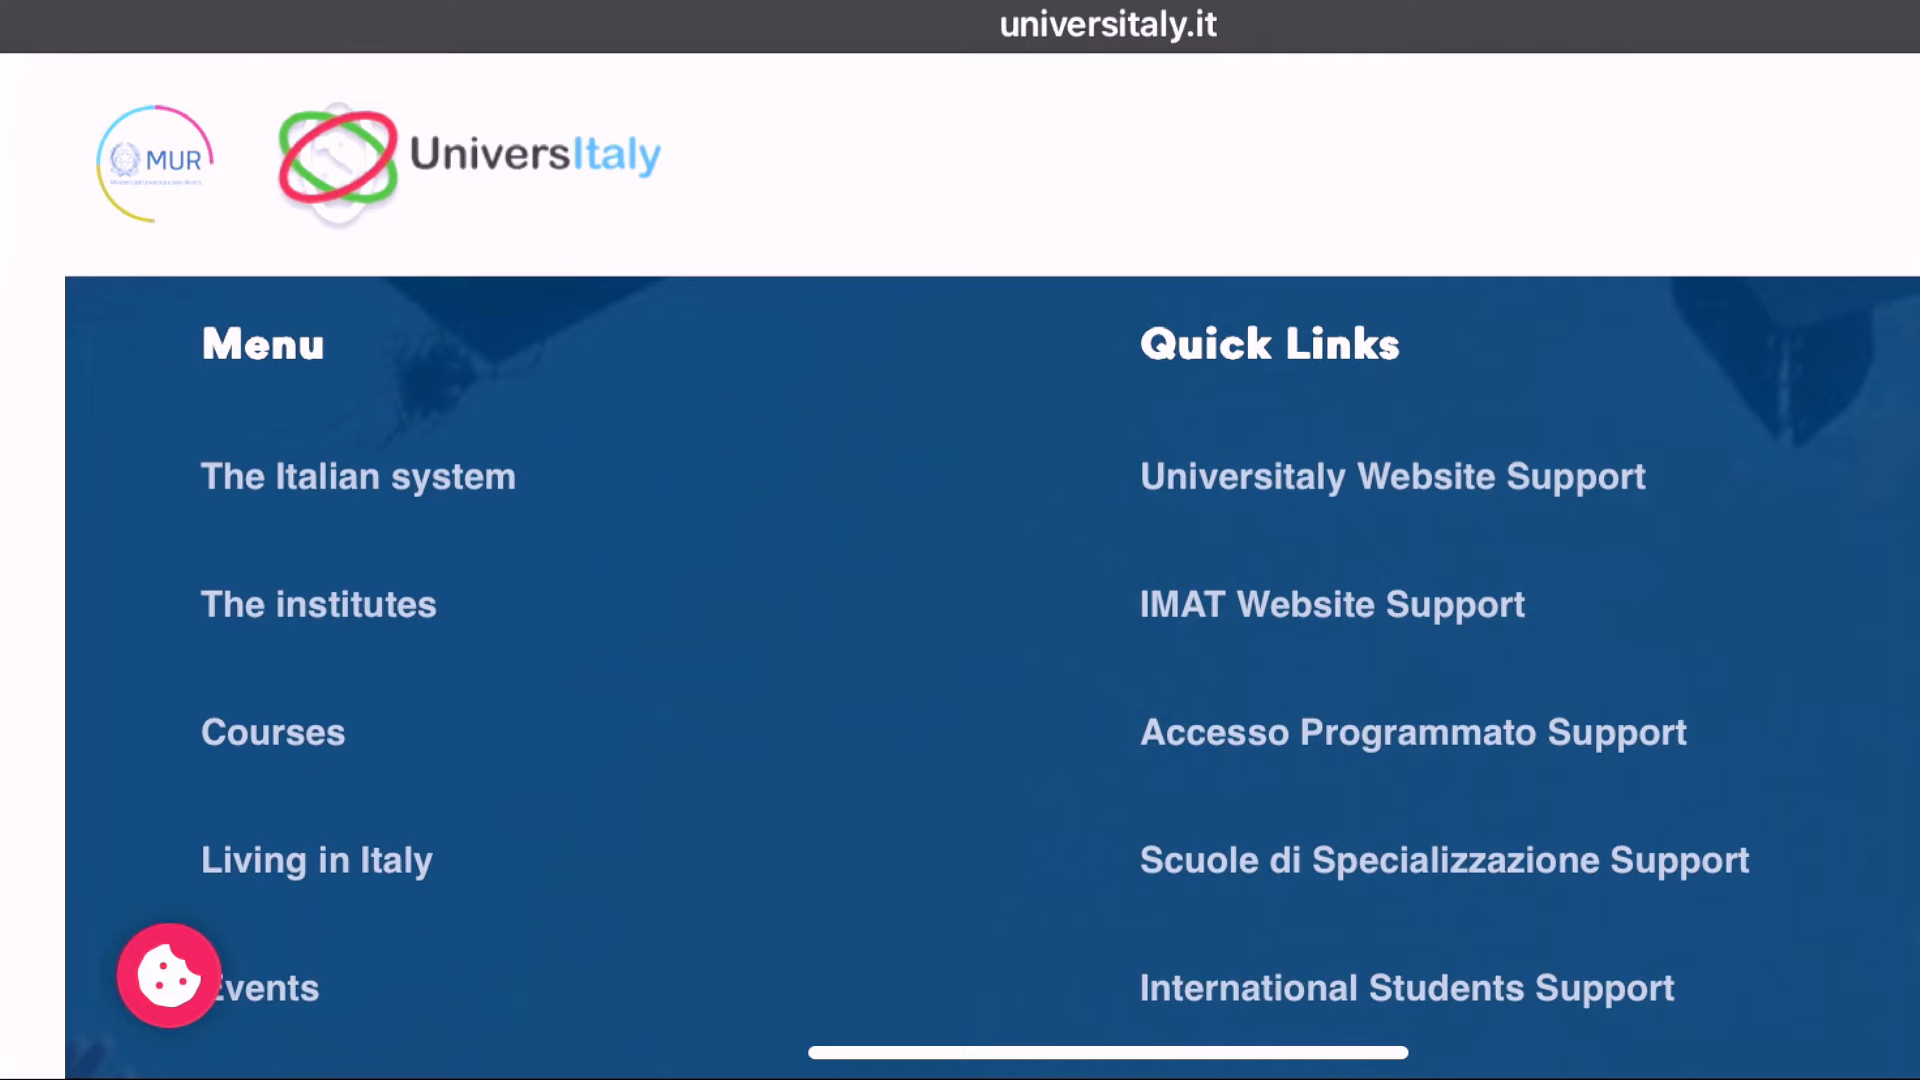 universitaly.it
MUR
UniversItaly
Menu
The Italian system
The institutes
Courses
Living in Italy
Events
Quick Links
Universitaly Website Support
IMAT Website Support
Accesso Programmato Support
Scuole di Specializzazione Support
International Students Support